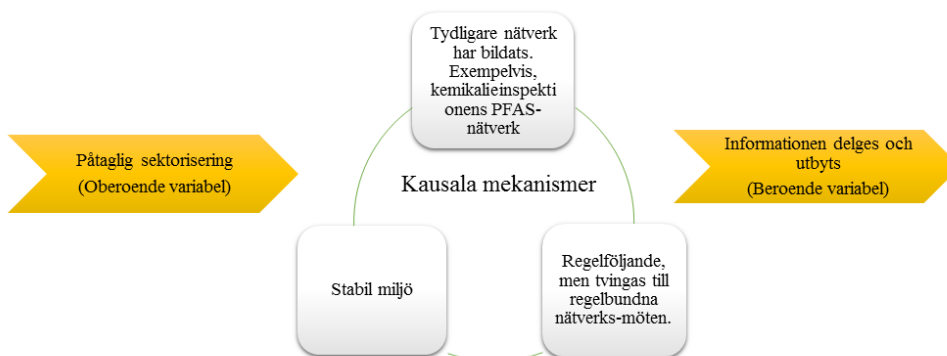 Tydligare nätverk
har bildats.
Exempelvis,
kemikalieinspekti
onens PFAS-
nätverk
Påtaglig sektorisering
(Oberoende variabel)
Informationen delges och
utbyts
(Beroende variabel)
Kausala mekanismer
Stabil miljö
Regelföljande,
men tvingas till
regelbundna
nätverks-möten.